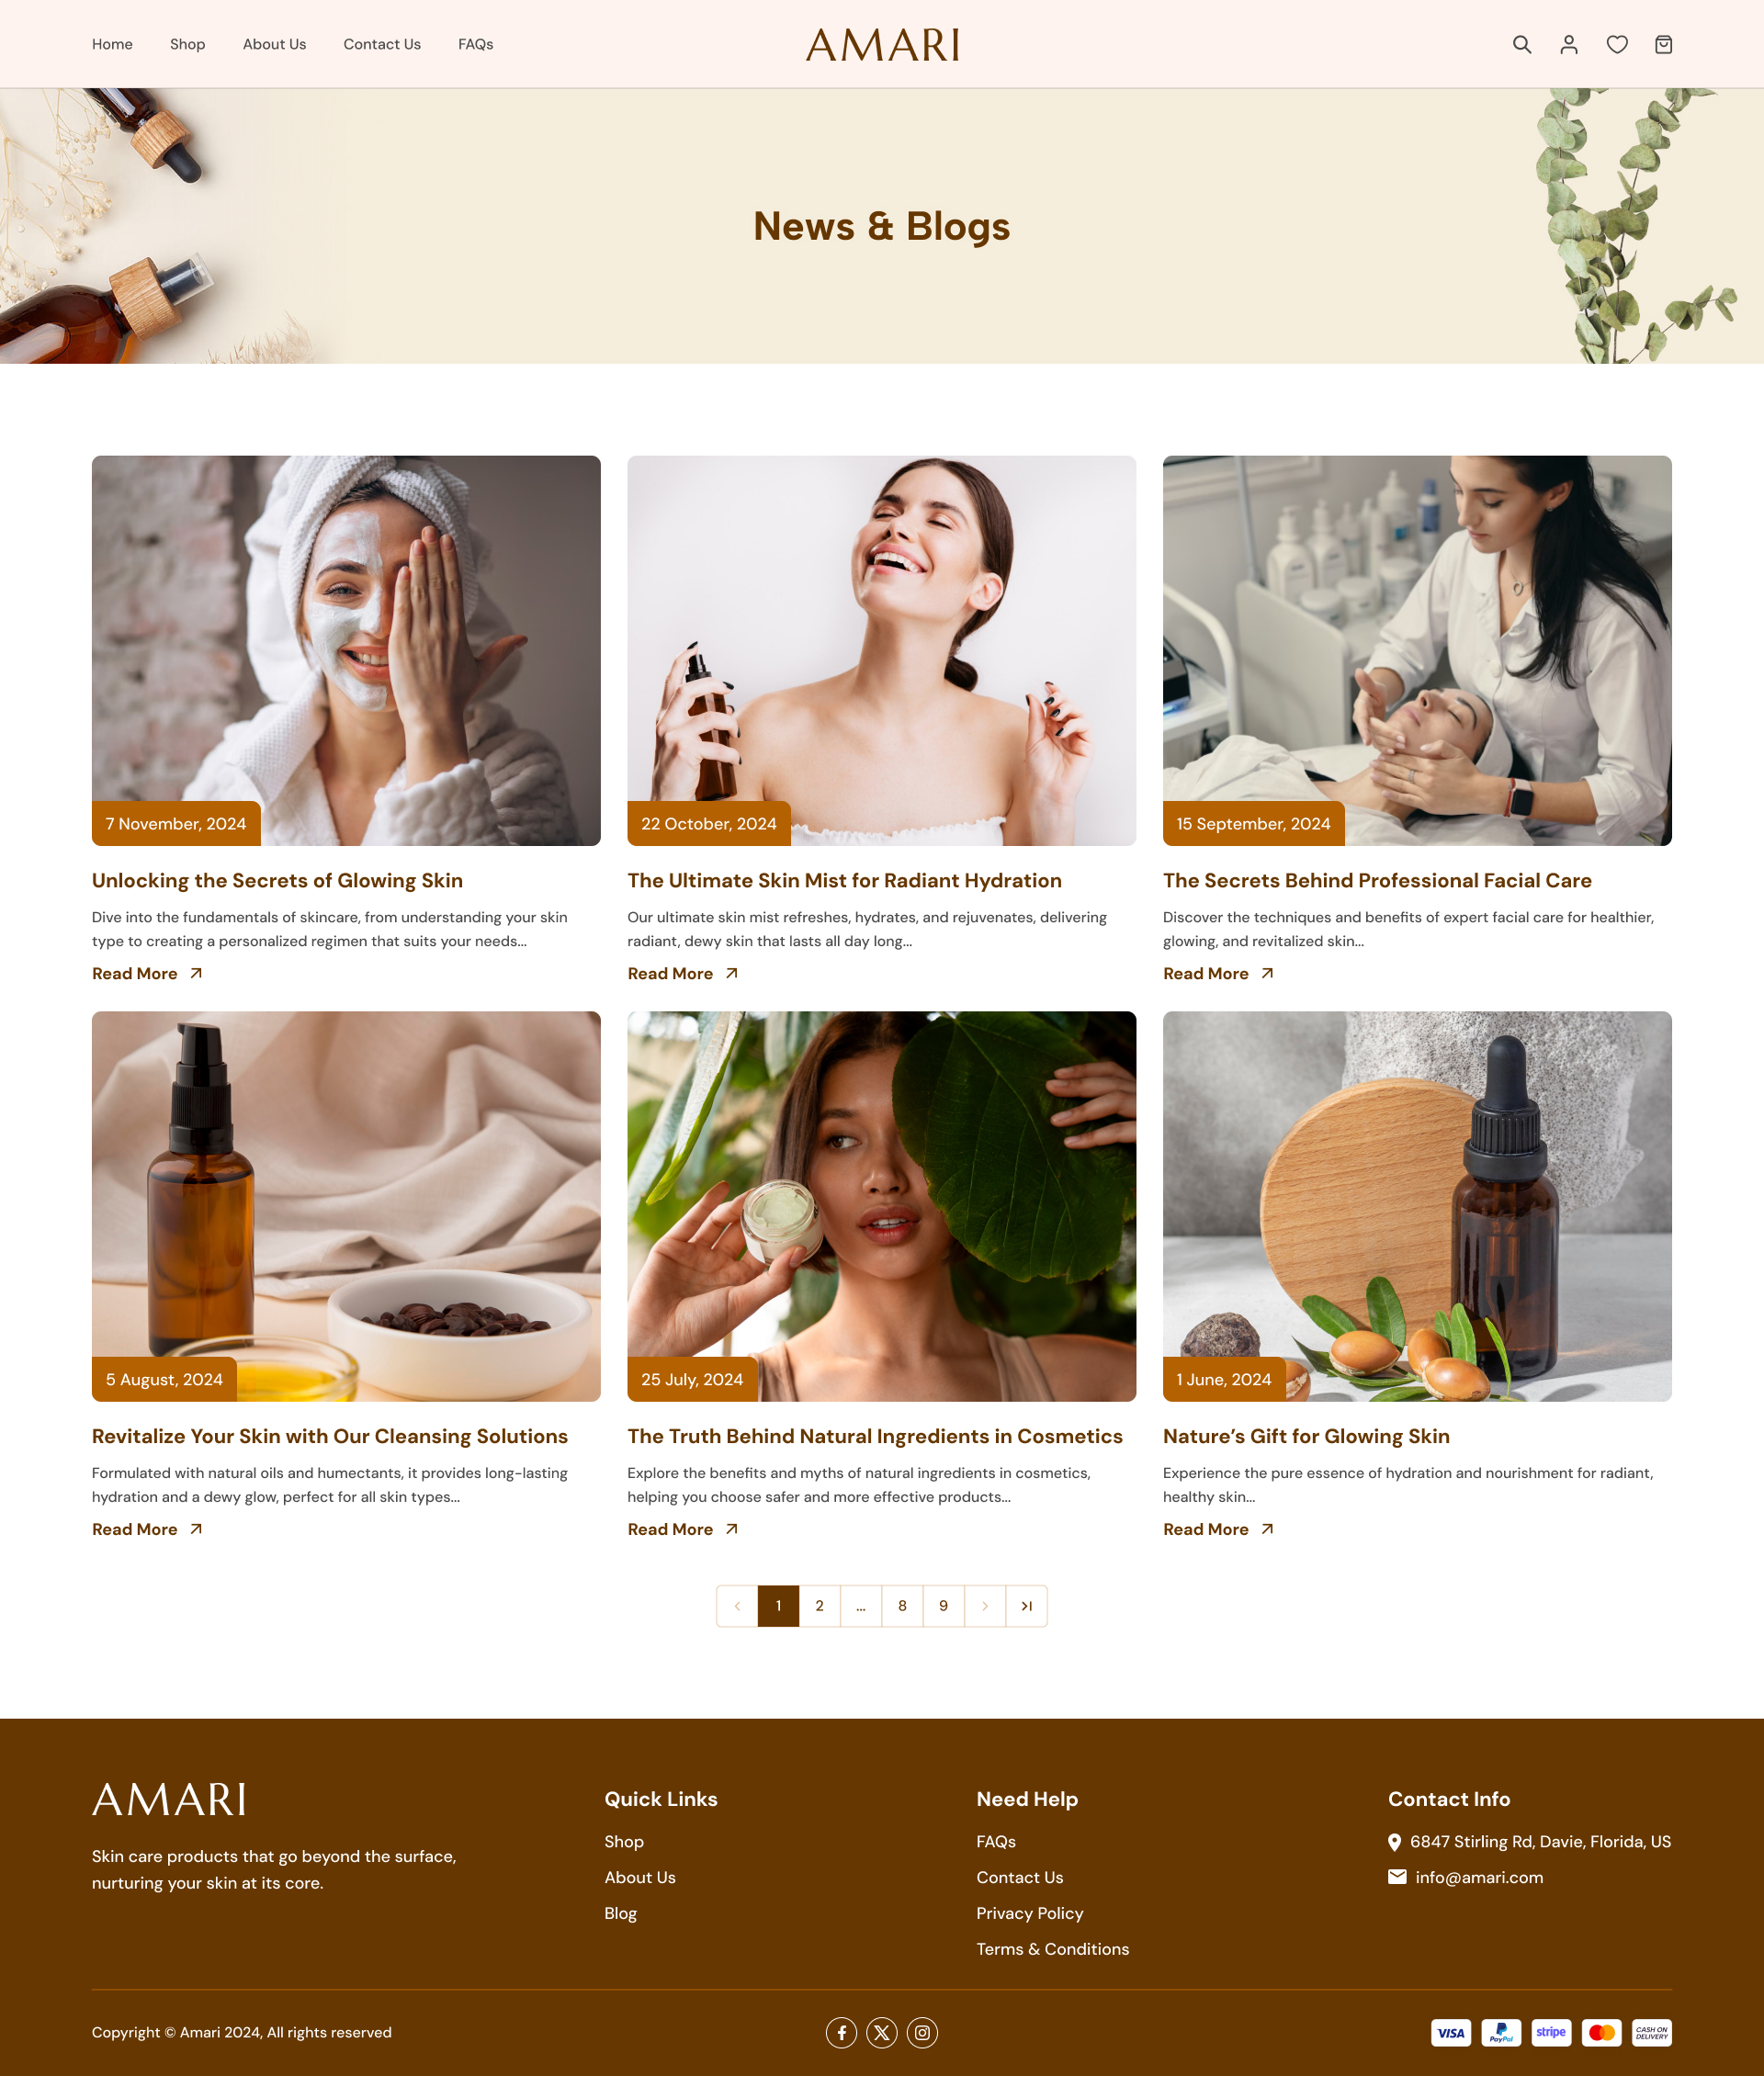 Home Shop About Us Contact Us FAQs
AMARI
News & Blogs
7 November, 2024
Unlocking the Secrets of Glowing Skin
Dive into the fundamentals of skincare, from understanding your skin
type to creating a personalized regimen that suits your needs...
Read More
22 October, 2024
The Ultimate Skin Mist for Radiant Hydration
Our ultimate skin mist refreshes, hydrates, and rejuvenates, delivering
radiant, dewy skin that lasts all day long...
Read More
15 September, 2024
The Secrets Behind Professional Facial Care
Discover the techniques and benefits of expert facial care for healthier,
glowing, and revitalized skin...
Read More
5 August, 2024
Revitalize Your Skin with Our Cleansing Solutions
Formulated with natural oils and humectants, it provides long-lasting
hydration and a dewy glow, perfect for all skin types...
Read More
25 July, 2024
The Truth Behind Natural Ingredients in Cosmetics
Explore the benefits and myths of natural ingredients in cosmetics,
helping you choose safer and more effective products...
Read More
1 June, 2024
Nature’s Gift for Glowing Skin
Experience the pure essence of hydration and nourishment for radiant,
healthy skin...
Read More
1 2 ... 8 9
AMARI
Skin care products that go beyond the surface,
nurturing your skin at its core.
Quick Links
Shop
About Us
Blog
Need Help
FAQs
Contact Us
Privacy Policy
Terms & Conditions
Contact Info
6847 Stirling Rd, Davie, Florida, US
info@amari.com
Copyright © Amari 2024, All rights reserved
VISA
PayPal
stripe
CASH ON
DELIVERY